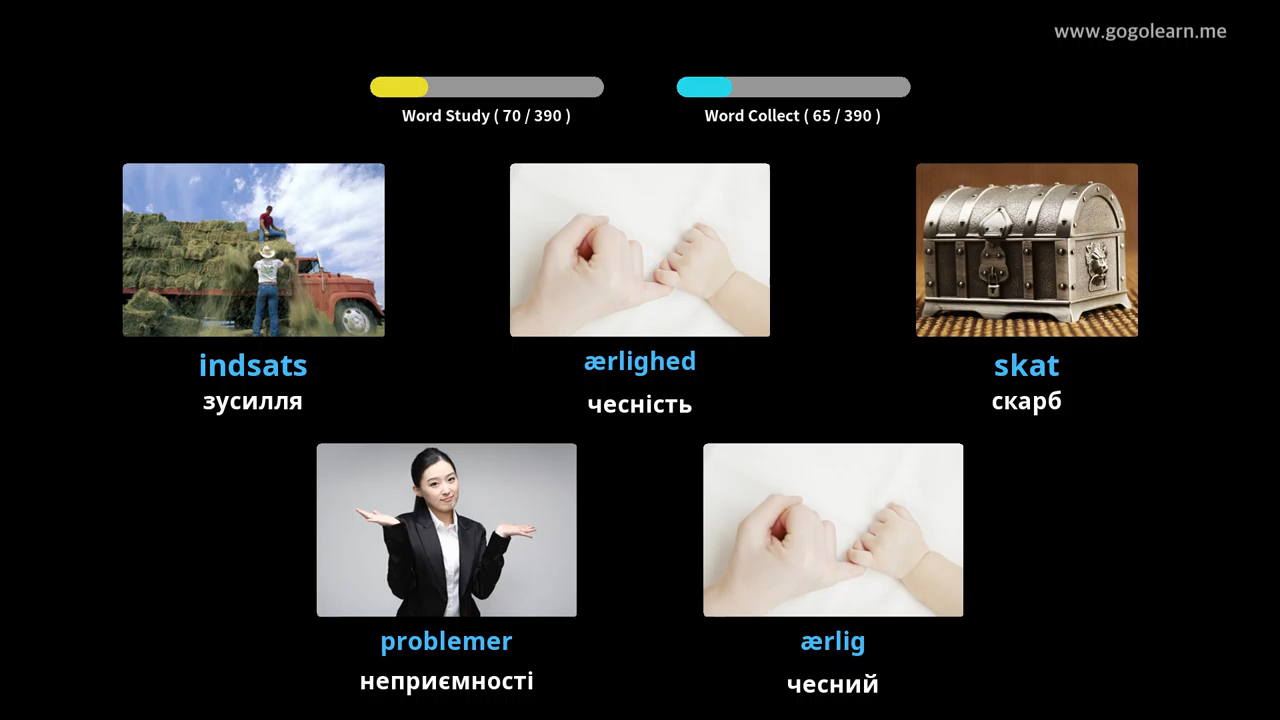 www.gogolearn.me
Word Study ( 70 / 390 )
Word Collect ( 65 / 390 )
indsats
зусилля
ærlighed
чесність
skat
скарб
problemer
неприємності
ærlig
чесний